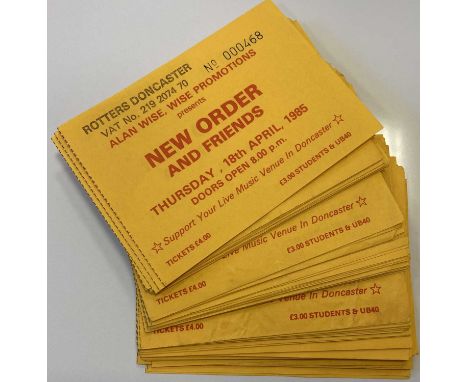 ROTTERS DONCASTER
VAT No. 219 2074 70 No 000468
ALAN WISE, WISE PROMOTIONS
presents
NEW ORDER
AND FRIENDS
THURSDAY, 18th APRIL, 1985
DOORS OPEN 8.00 p.m.
☆ Support Your Live Music Venue In Doncaster ☆
TICKETS £4.00 £3.00 STUDENTS & UB40
Live Music Venue In Doncaster ☆
TICKETS £4.00 £3.00 STUDENTS & UB40
Venue In Doncaster ☆
TICKETS £4.00 £3.00 STUDENTS & UB40